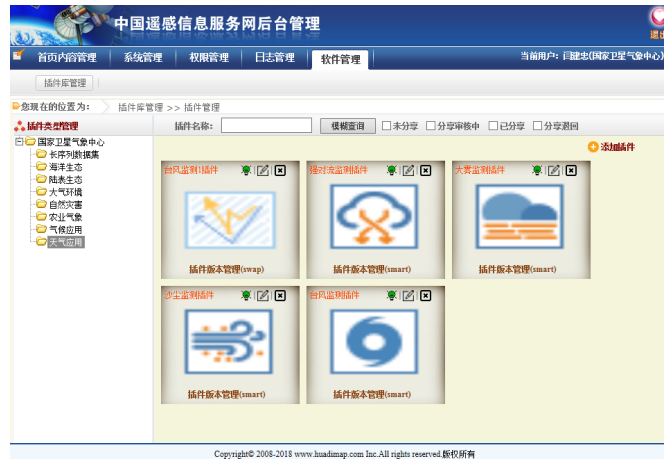 中国遥感信息服务网后台管理
退出
首页内容管理 系统管理 权限管理 日志管理 软件管理 当前用户: 闫建忠(国家卫星气象中心)
插件库管理
您现在的位置为: 插件库管理 >> 插件管理
插件类型管理 插件名称: 模糊查询 未分享 分享审核中 已分享 分享退回
国家卫星气象中心 添加插件
长序列数据集
海洋生态
陆表生态
大气环境
自然灾害
农业气象
气候应用
天气应用
台风监测1插件 强对流监测插件 大雾监测插件
插件版本管理(swap) 插件版本管理(smart) 插件版本管理(smart)
沙尘监测插件 台风监测插件
插件版本管理(smart) 插件版本管理(smart)
Copyright© 2008-2018 www.huadimap.com Inc.All rights reserved.版权所有